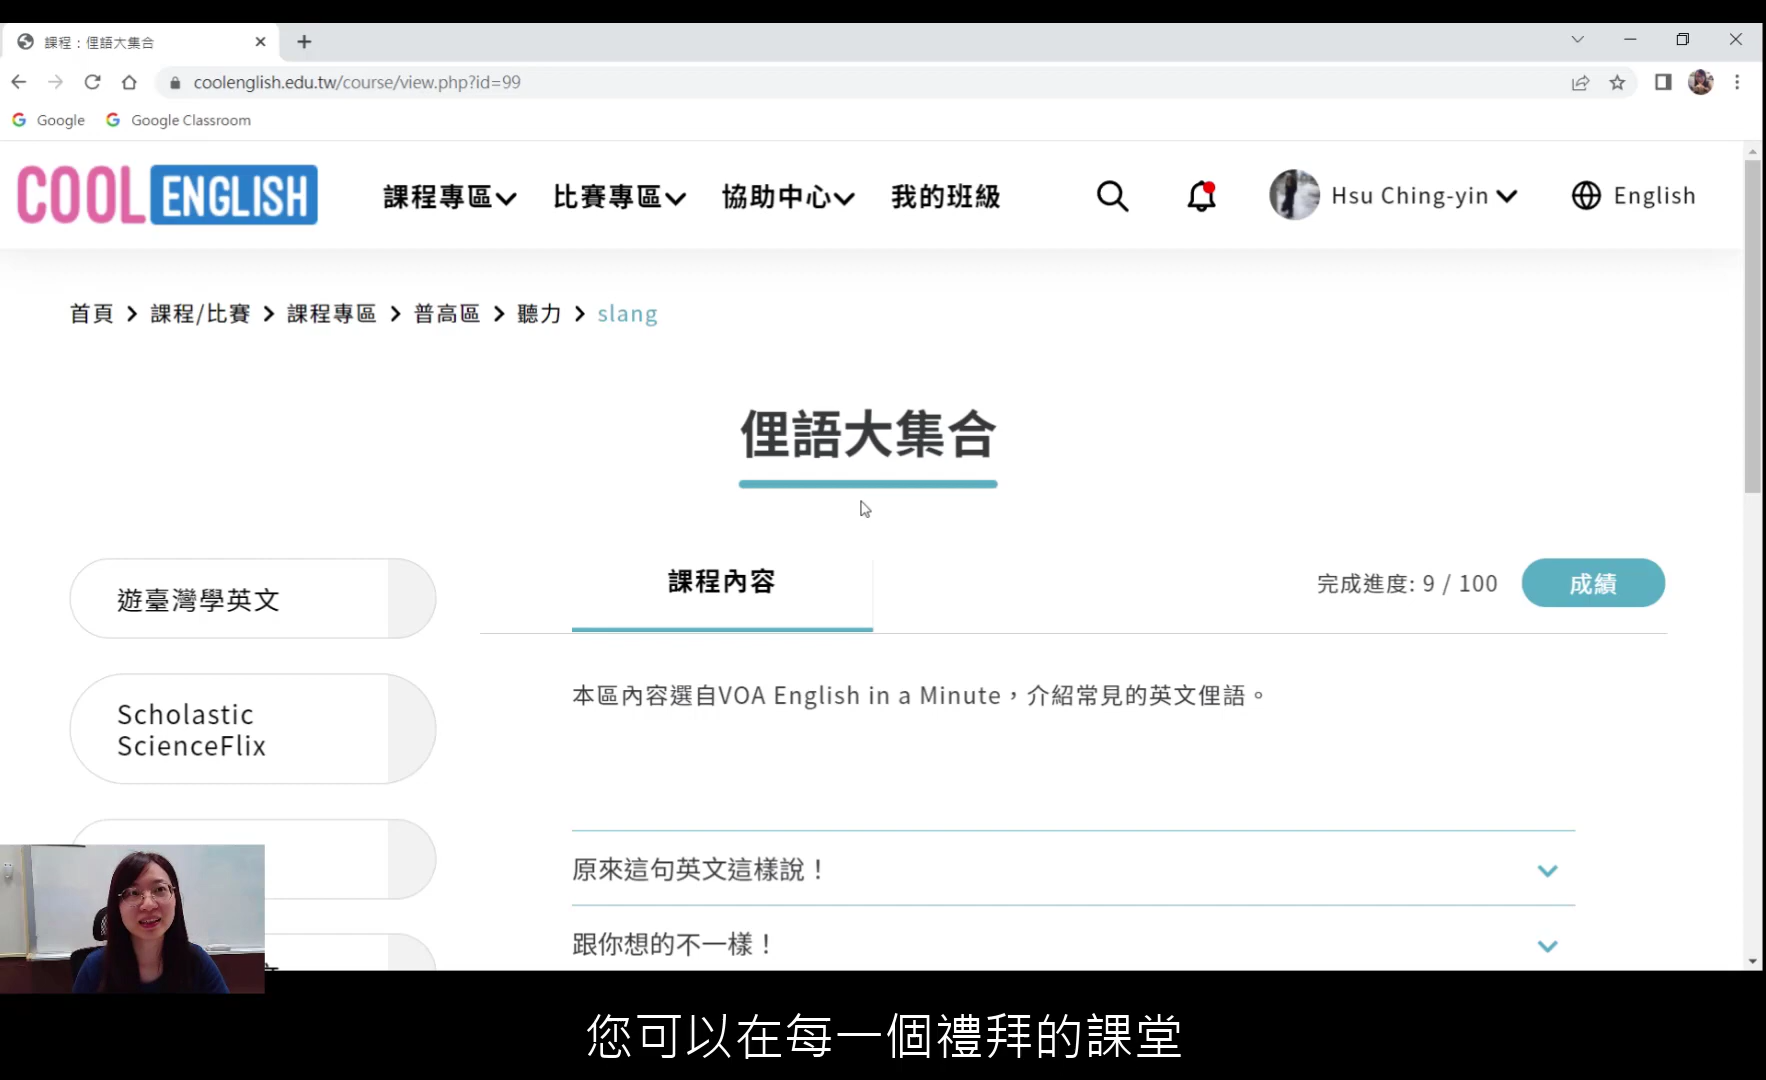 課程：俚語大集合
coolenglish.edu.tw/course/view.php?id=99
Google Google Classroom
COOL ENGLISH 課程專區 比賽專區 協助中心 我的班級 Hsu Ching-yin English
首頁 課程/比賽 課程專區 普高區 聽力 slang
俚語大集合
課程內容 完成進度: 9 / 100 成績
遊臺灣學英文
本區內容選自VOA English in a Minute，介紹常見的英文俚語。
Scholastic
ScienceFlix
原來這句英文這樣說！
跟你想的不一樣！
您可以在每一個禮拜的課堂